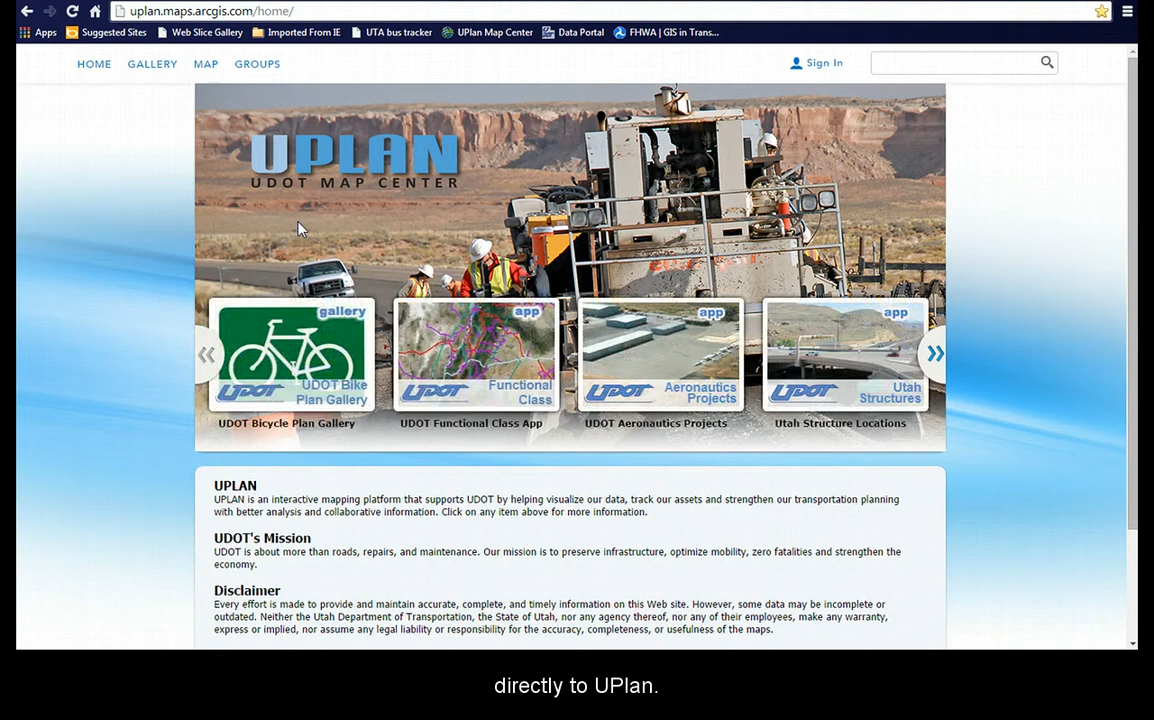 uplan.maps.arcgis.com/home/
Apps Suggested Sites Web Slice Gallery Imported From IE UTA bus tracker UPlan Map Center Data Portal FHWA | GIS in Trans...
HOME GALLERY MAP GROUPS Sign In
UPLAN
UDOT MAP CENTER
gallery app app app
UDOT UDOT Bike Plan Gallery
UDOT Functional Class
UDOT Aeronautics Projects
UDOT Utah Structures
UDOT Bicycle Plan Gallery UDOT Functional Class App UDOT Aeronautics Projects Utah Structure Locations
UPLAN
UPLAN is an interactive mapping platform that supports UDOT by helping visualize our data, track our assets and strengthen our transportation planning
with better analysis and collaborative information. Click on any item above for more information.
UDOT's Mission
UDOT is about more than roads, repairs, and maintenance. Our mission is to preserve infrastructure, optimize mobility, zero fatalities and strengthen the
economy.
Disclaimer
Every effort is made to provide and maintain accurate, complete, and timely information on this Web site. However, some data may be incomplete or
outdated. Neither the Utah Department of Transportation, the State of Utah, nor any agency thereof, nor any of their employees, make any warranty,
express or implied, nor assume any legal liability or responsibility for the accuracy, completeness, or usefulness of the maps.
directly to UPlan.